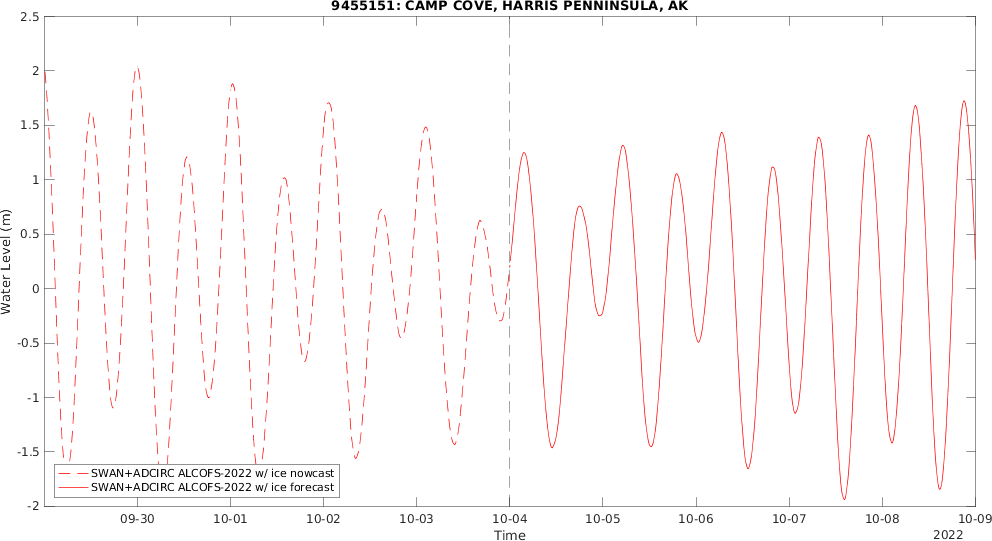 9455151: CAMP COVE, HARRIS PENNINSULA, AK
2.5
2
1.5
1
0.5
0
-0.5
-1
-1.5
-2
Water Level (m)
SWAN+ADCIRC ALCOFS-2022 w/ ice nowcast
SWAN+ADCIRC ALCOFS-2022 w/ ice forecast
09-30 10-01 10-02 10-03 10-04 10-05 10-06 10-07 10-08 10-09
Time
2022